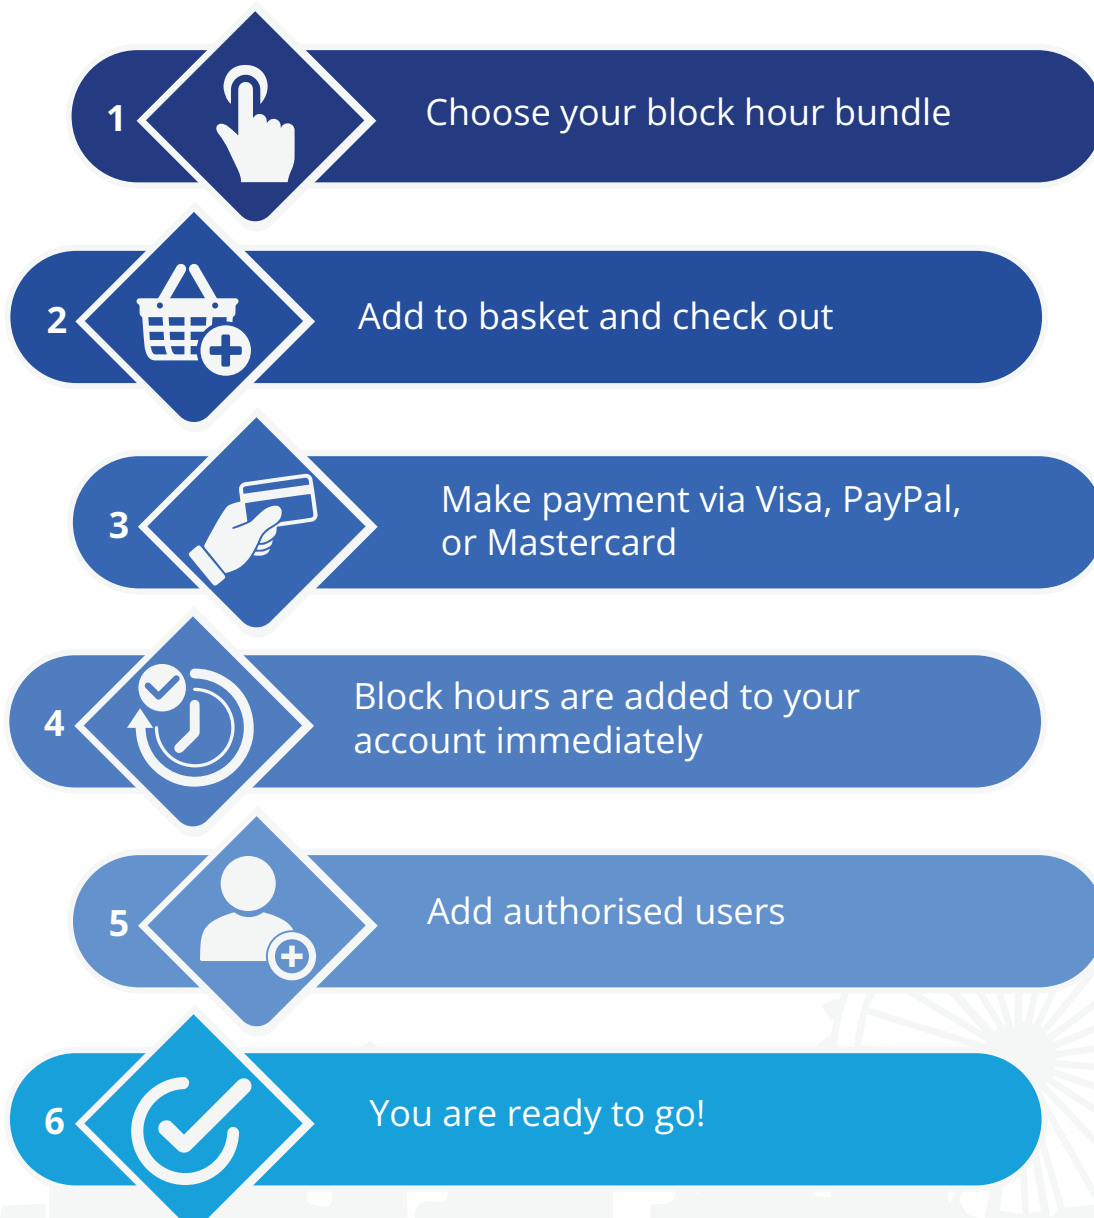 1
Choose your block hour bundle
2
Add to basket and check out
3
Make payment via Visa, PayPal,
or Mastercard
4
Block hours are added to your
account immediately
5
Add authorised users
6
You are ready to go!